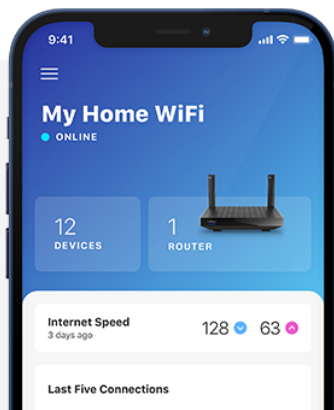 9:41
My Home WiFi
ONLINE
12
DEVICES
1
ROUTER
Internet Speed
3 days ago
128 63
Last Five Connections